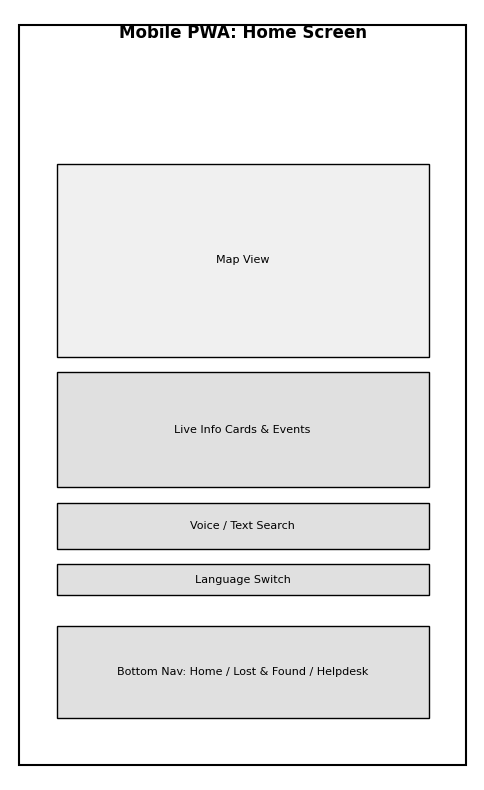 Mobile PWA: Home Screen
Map View
Live Info Cards & Events
Voice / Text Search
Language Switch
Bottom Nav: Home / Lost & Found / Helpdesk